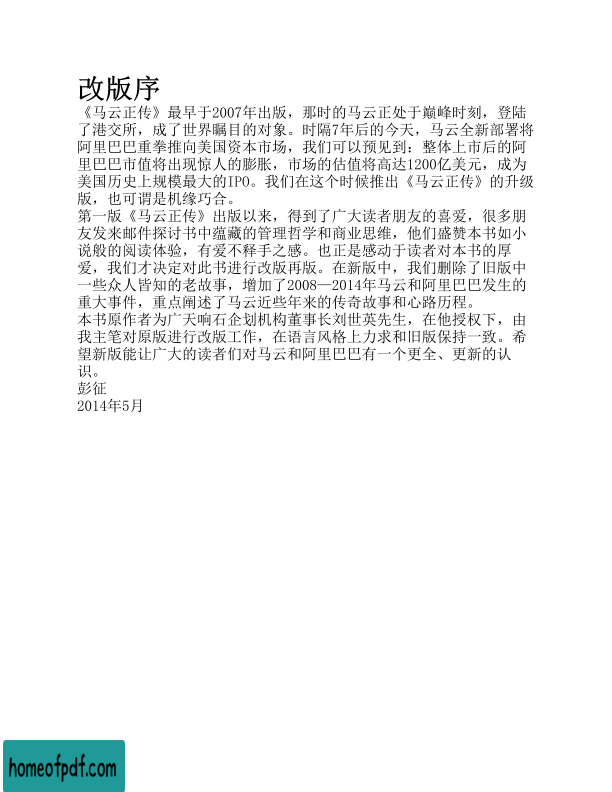 改版序
《马云正传》最早于2007年出版，那时的马云正处于巅峰时刻，登陆
了港交所，成了世界瞩目的对象。时隔7年后的今天，马云全新部署将
阿里巴巴重拳推向美国资本市场，我们可以预见到：整体上市后的阿
里巴巴市值将出现惊人的膨胀，市场的估值将高达1200亿美元，成为
美国历史上规模最大的IPO。我们在这个时候推出《马云正传》的升级
版，也可谓是机缘巧合。
第一版《马云正传》出版以来，得到了广大读者朋友的喜爱，很多朋
友发来邮件探讨书中蕴藏的管理哲学和商业思维，他们盛赞本书如小
说般的阅读体验，有爱不释手之感。也正是感动于读者对本书的厚
爱，我们才决定对此书进行改版再版。在新版中，我们删除了旧版中
一些众人皆知的老故事，增加了2008—2014年马云和阿里巴巴发生的
重大事件，重点阐述了马云近些年来的传奇故事和心路历程。
本书原作者为广天响石企划机构董事长刘世英先生，在他授权下，由
我主笔对原版进行改版工作，在语言风格上力求和旧版保持一致。希
望新版能让广大的读者们对马云和阿里巴巴有一个更全、更新的认
识。
彭征
2014年5月
homeofpdf.com